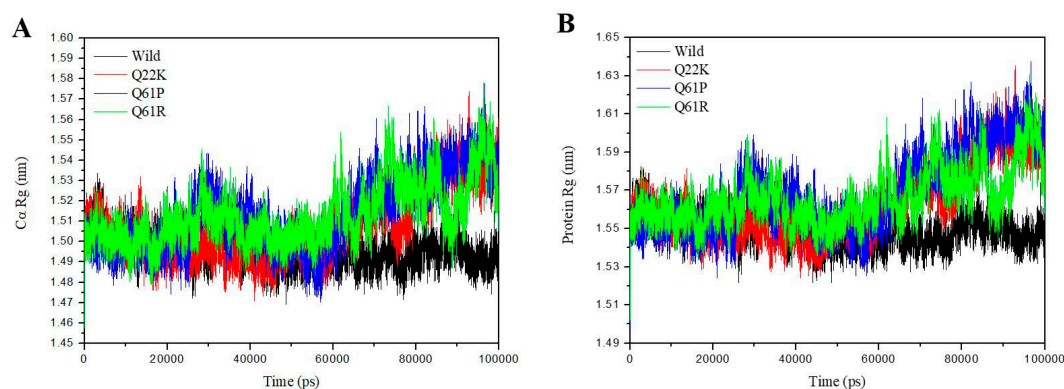 A
1.60
1.59
1.58
1.57
1.56
1.55
1.54
1.53
1.52
1.51
1.50
1.49
1.48
1.47
1.46
1.45
Cα Rg (nm)
Wild
Q22K
Q61P
Q61R
0
20000
40000
60000
80000
100000
Time (ps)
B
1.65
1.63
1.61
1.59
1.57
1.55
1.53
1.51
1.49
Protein Rg (nm)
Wild
Q22K
Q61P
Q61R
0
20000
40000
60000
80000
100000
Time (ps)